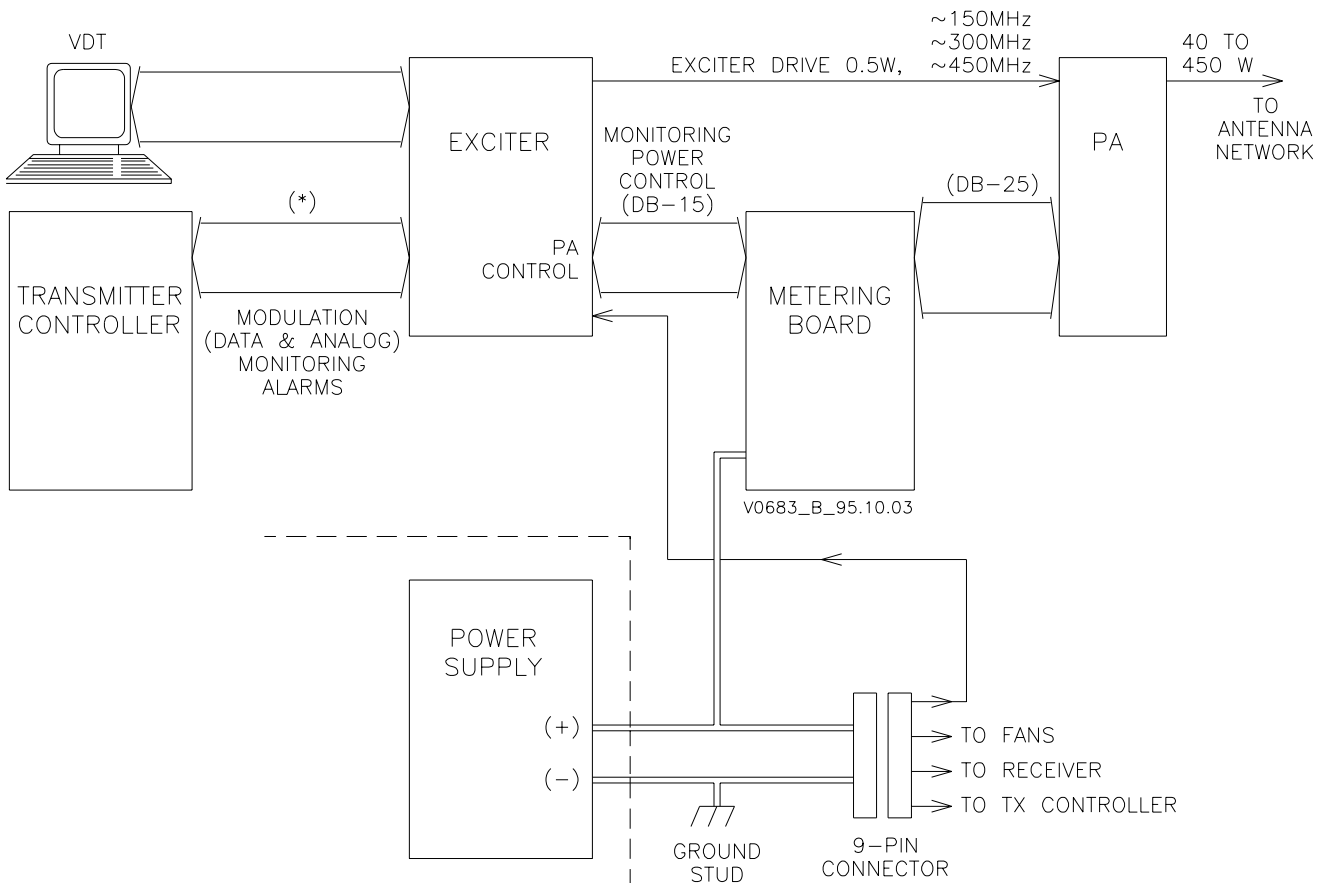 VDT
EXCITER
EXCITER DRIVE 0.5W,
~150MHz
~300MHz
~450MHz
PA
40 TO
450 W
TO
ANTENNA
NETWORK
MONITORING
POWER
CONTROL
(DB-15)
(DB-25)
(*)
PA
CONTROL
TRANSMITTER
CONTROLLER
MODULATION
(DATA & ANALOG)
MONITORING
ALARMS
METERING
BOARD
V0683_B_95.10.03
POWER
SUPPLY
(+)
(-)
TO FANS
TO RECEIVER
TO TX CONTROLLER
GROUND
STUD
9-PIN
CONNECTOR